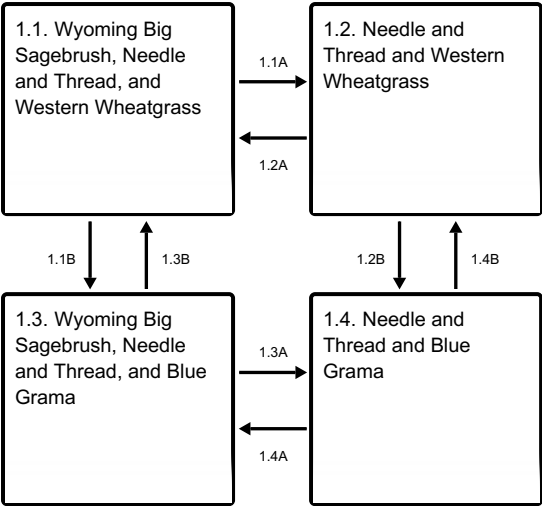 1.1. Wyoming Big
Sagebrush, Needle
and Thread, and
Western Wheatgrass
1.1A
1.2A
1.2. Needle and
Thread and Western
Wheatgrass
1.1B
1.3B
1.2B
1.4B
1.3. Wyoming Big
Sagebrush, Needle
and Thread, and Blue
Grama
1.3A
1.4A
1.4. Needle and
Thread and Blue
Grama